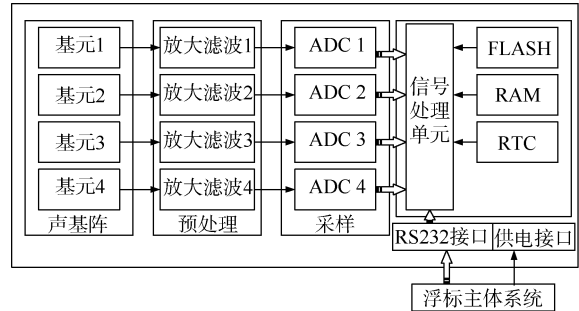 基元1
放大滤波1
ADC 1
FLASH
基元2
放大滤波2
ADC 2
信号
处理
单元
RAM
基元3
放大滤波3
ADC 3
RTC
基元4
放大滤波4
ADC 4
声基阵
预处理
采样
RS232接口
供电接口
浮标主体系统